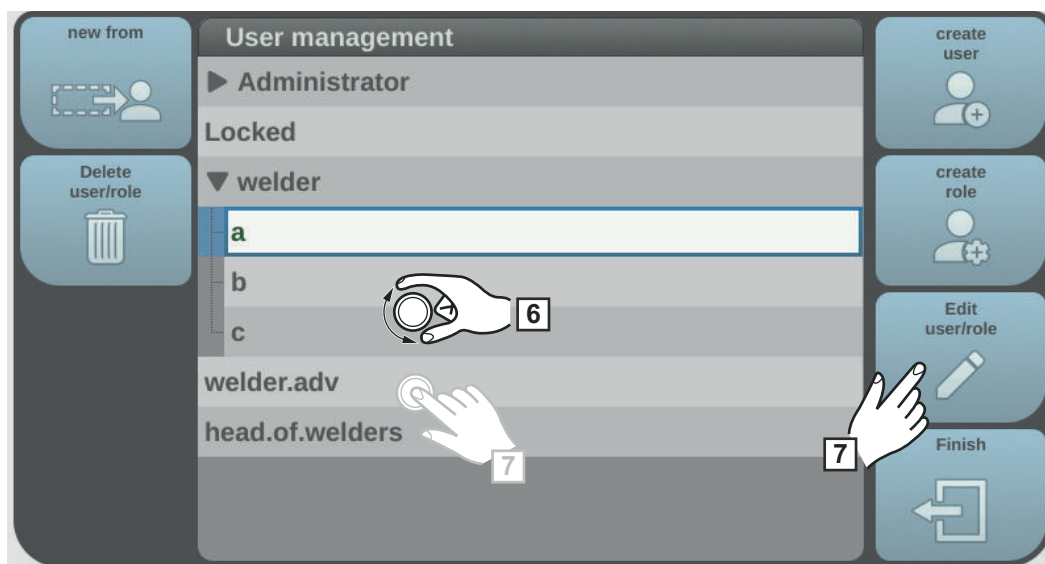 new from
User management
create
user
Administrator
Locked
Delete
user/role
welder
create
role
a
b
6
c
Edit
user/role
welder.adv
head.of.welders
7
7
Finish